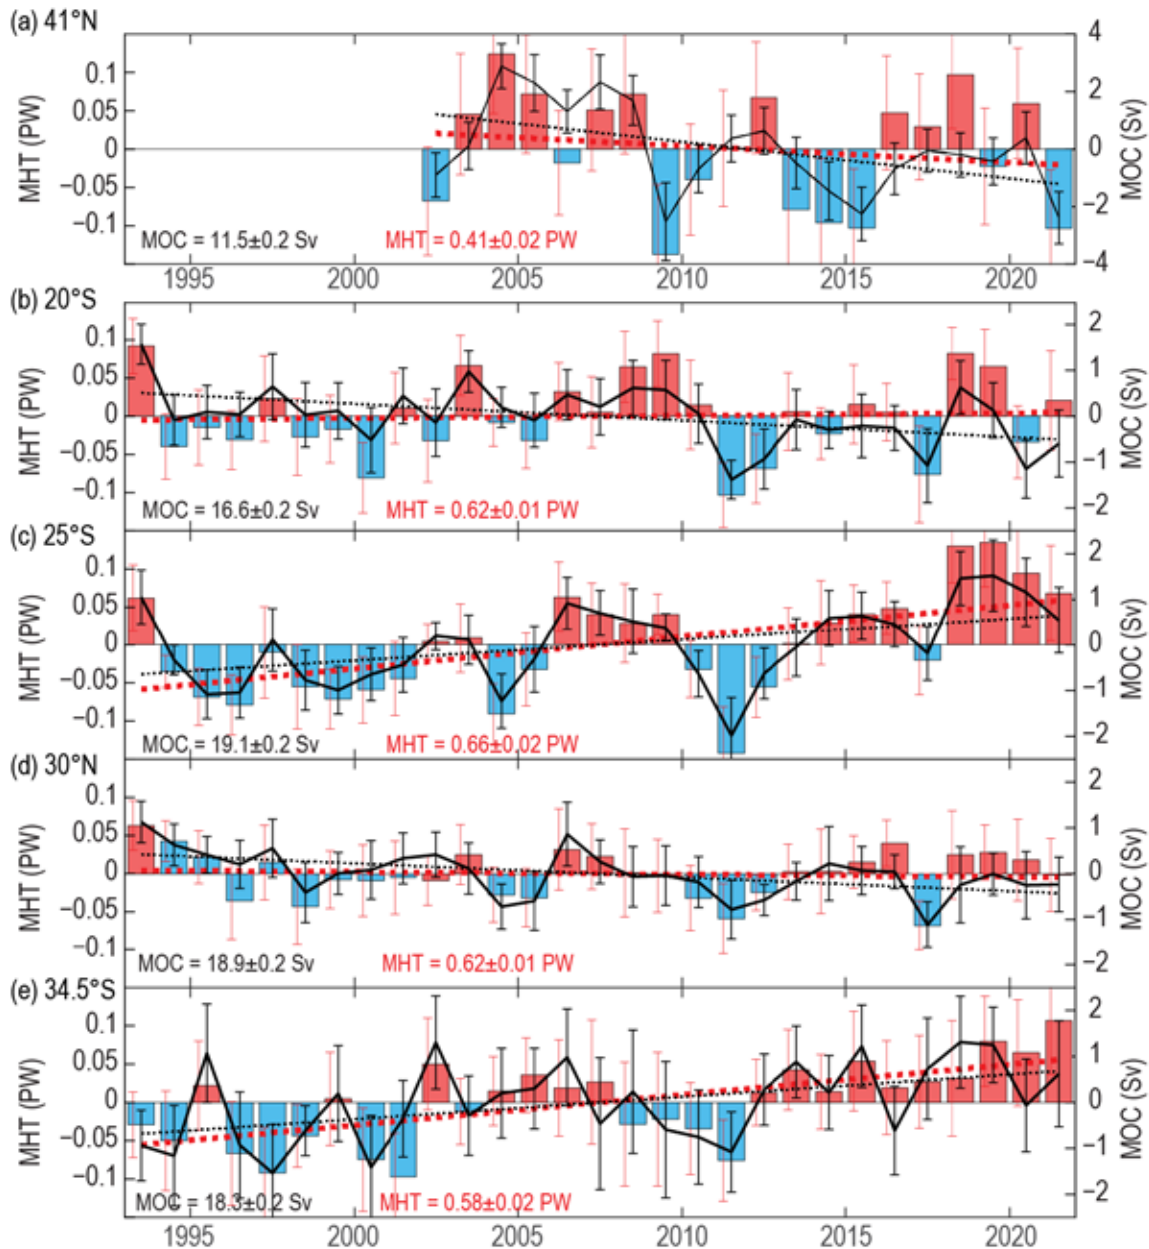 (a) 41°N
MHT (PW)
0.1
0.05
0
−0.05
−0.1
4
2
0
−2
−4
MOC (Sv)
MOC = 11.5±0.2 Sv MHT = 0.41±0.02 PW
1995 2000 2005 2010 2015 2020
(b) 20°S
MHT (PW)
0.1
0.05
0
−0.05
−0.1
2
1
0
−1
−2
MOC (Sv)
MOC = 16.6±0.2 Sv MHT = 0.62±0.01 PW
(c) 25°S
MHT (PW)
0.1
0.05
0
−0.05
−0.1
2
1
0
−1
−2
MOC (Sv)
MOC = 19.1±0.2 Sv MHT = 0.66±0.02 PW
(d) 30°N
MHT (PW)
0.1
0.05
0
−0.05
−0.1
2
1
0
−1
−2
MOC (Sv)
MOC = 18.9±0.2 Sv MHT = 0.62±0.01 PW
(e) 34.5°S
MHT (PW)
0.1
0.05
0
−0.05
−0.1
2
1
0
−1
−2
MOC (Sv)
MOC = 18.3±0.2 Sv MHT = 0.58±0.02 PW
1995 2000 2005 2010 2015 2020